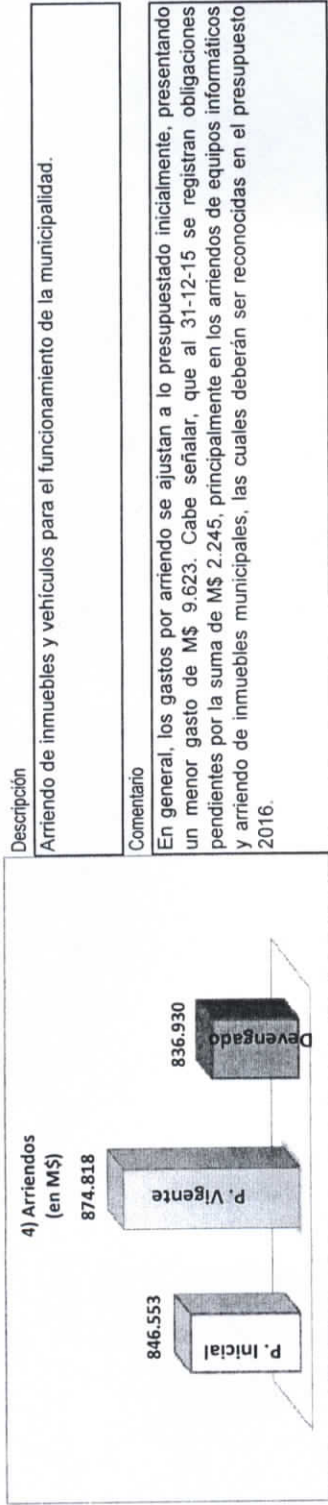 4) Arriendos
(en M$)
846.553
874.818
836.930
P. Inicial
P. Vigente
Devengado
Descripción
Arriendo de inmuebles y vehículos para el funcionamiento de la municipalidad.
Comentario
En general, los gastos por arriendo se ajustan a lo presupuestado inicialmente, presentando
un menor gasto de M$ 9.623. Cabe señalar, que al 31-12-15 se registran obligaciones
pendientes por la suma de M$ 2.245, principalmente en los arriendos de equipos informáticos
y arriendo de inmuebles municipales, las cuales deberán ser reconocidas en el presupuesto
2016.